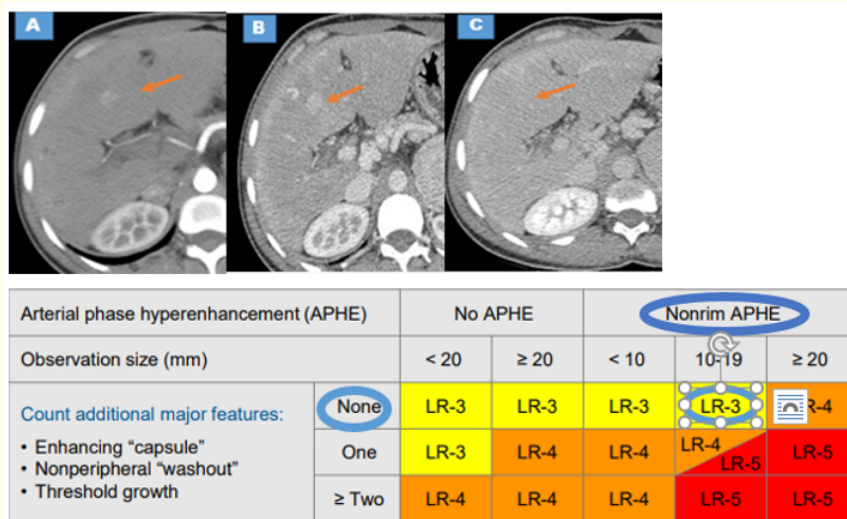 A B C
Arterial phase hyperenhancement (APHE) No APHE Nonrim APHE
Observation size (mm) < 20 ≥ 20 < 10 10-19 ≥ 20
Count additional major features:
• Enhancing “capsule”
• Nonperipheral “washout”
• Threshold growth
None LR-3 LR-3 LR-3 LR-3 R-4
One LR-3 LR-4 LR-4 LR-4 LR-5 LR-5
≥ Two LR-4 LR-4 LR-4 LR-5 LR-5